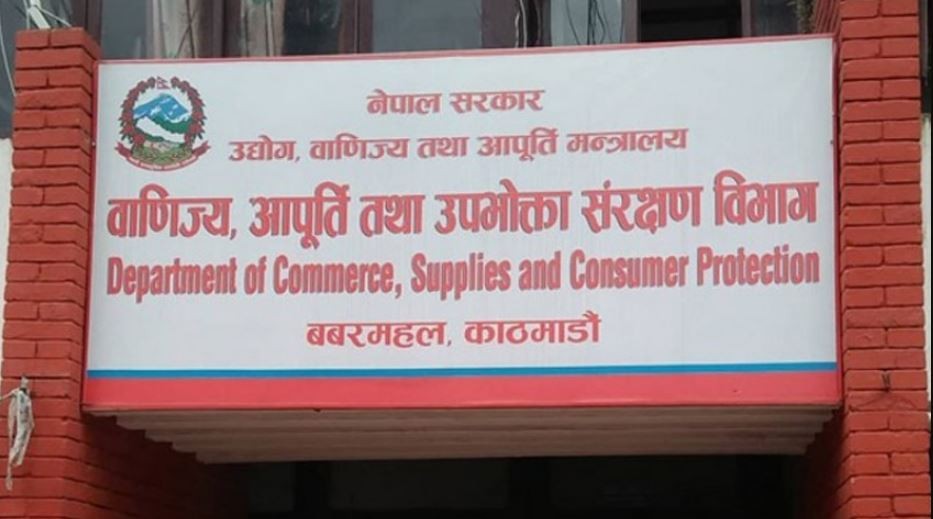 नेपाल सरकार
उद्योग, वाणिज्य तथा आपूर्ति मन्त्रालय
वाणिज्य, आपूर्ति तथा उपभोक्ता संरक्षण विभाग
Department of Commerce, Supplies and Consumer Protection
बबरमहल, काठमाडौं